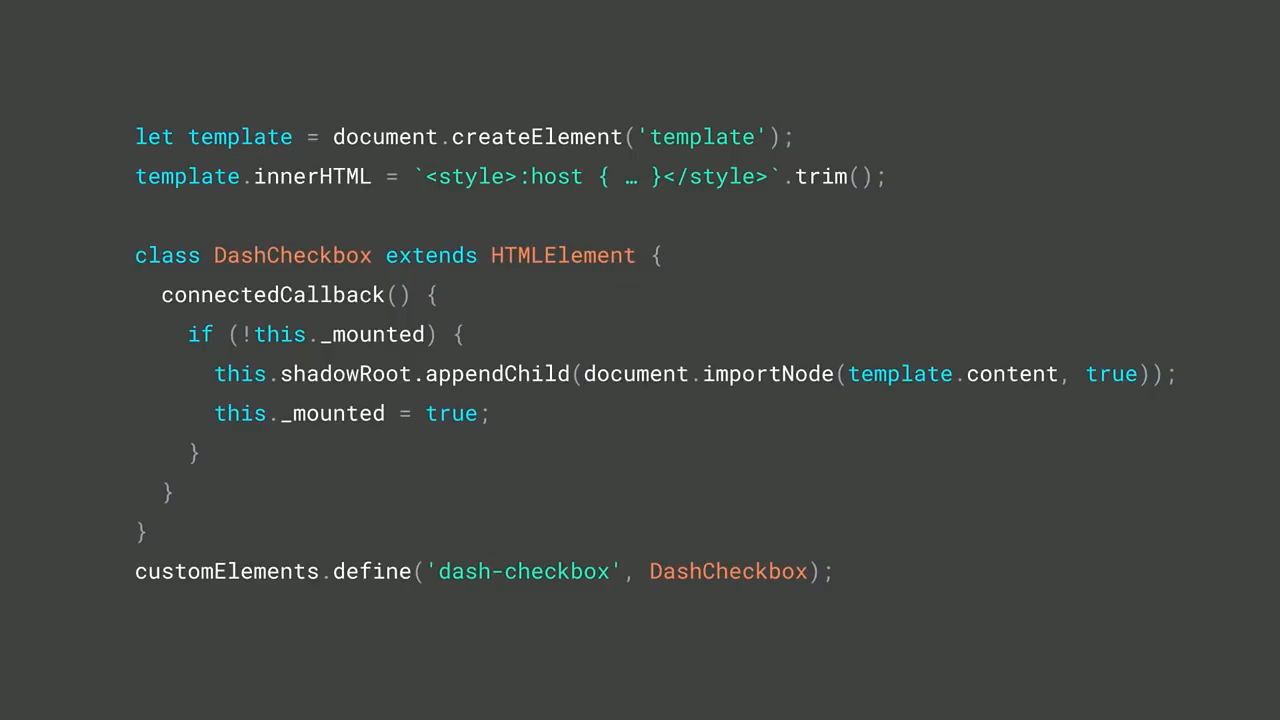 let template = document.createElement('template');
template.innerHTML = `<style>:host { … }</style>`.trim();

class DashCheckbox extends HTMLElement {
  connectedCallback() {
    if (!this._mounted) {
      this.shadowRoot.appendChild(document.importNode(template.content, true));
      this._mounted = true;
    }
  }
}
customElements.define('dash-checkbox', DashCheckbox);